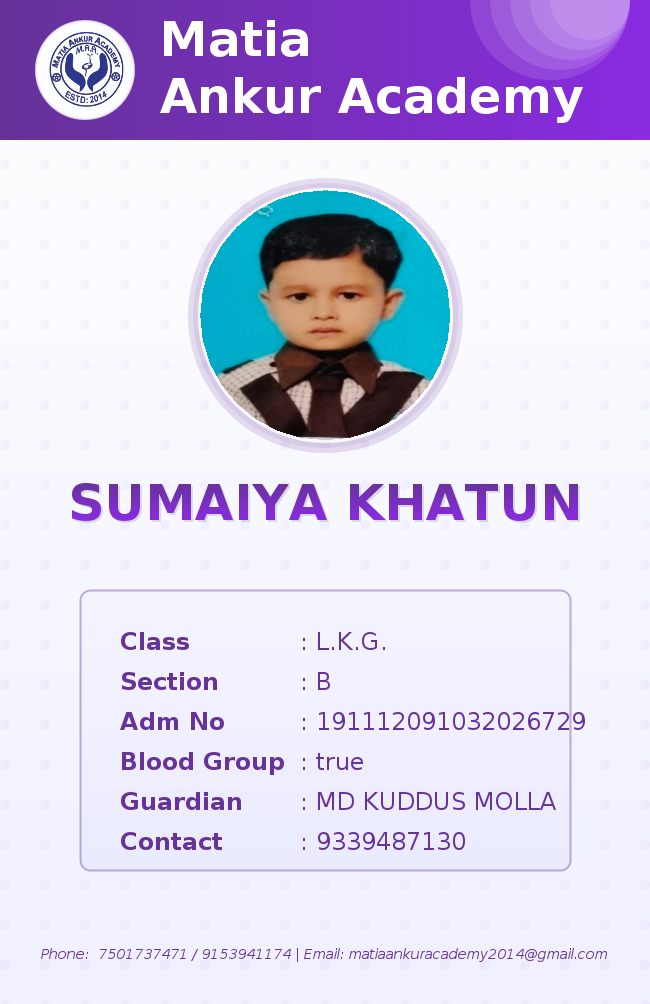 MATIA ANKUR ACADEMY
M.A.A.
ESTD: 2014
Matia
Ankur Academy
SUMAIYA KHATUN
Class : L.K.G.
Section : B
Adm No : 191112091032026729
Blood Group : true
Guardian : MD KUDDUS MOLLA
Contact : 9339487130
Phone: 7501737471 / 9153941174 | Email: matiaankuracademy2014@gmail.com